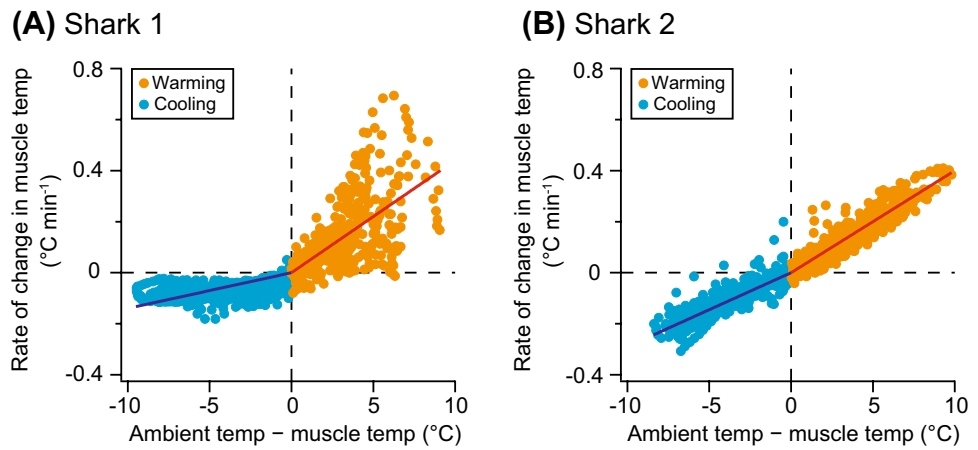 (A) Shark 1
Rate of change in muscle temp
(°C min-1)
0.8
0.4
0
-0.4
Warming
Cooling
-10
-5
0
5
10
Ambient temp − muscle temp (°C)
(B) Shark 2
Rate of change in muscle temp
(°C min-1)
0.8
0.4
0
-0.4
Warming
Cooling
-10
-5
0
5
10
Ambient temp − muscle temp (°C)